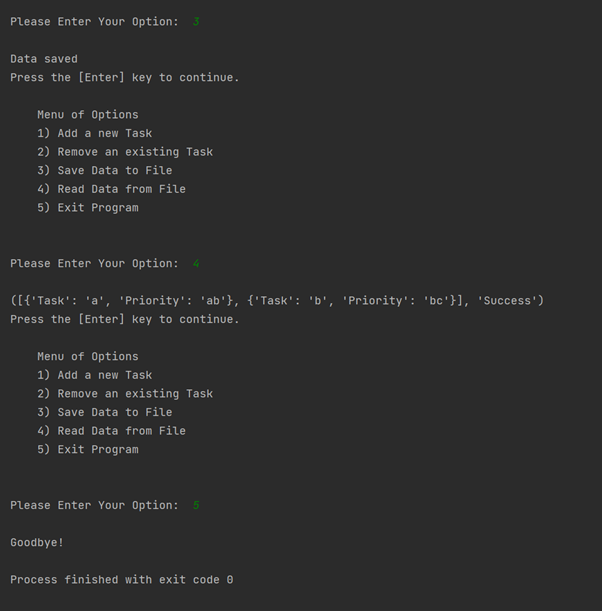 Please Enter Your Option:  3
Data saved
Press the [Enter] key to continue.
Menu of Options
1) Add a new Task
2) Remove an existing Task
3) Save Data to File
4) Read Data from File
5) Exit Program
Please Enter Your Option:  4
([{'Task': 'a', 'Priority': 'ab'}, {'Task': 'b', 'Priority': 'bc'}], 'Success')
Press the [Enter] key to continue.
Menu of Options
1) Add a new Task
2) Remove an existing Task
3) Save Data to File
4) Read Data from File
5) Exit Program
Please Enter Your Option:  5
Goodbye!
Process finished with exit code 0